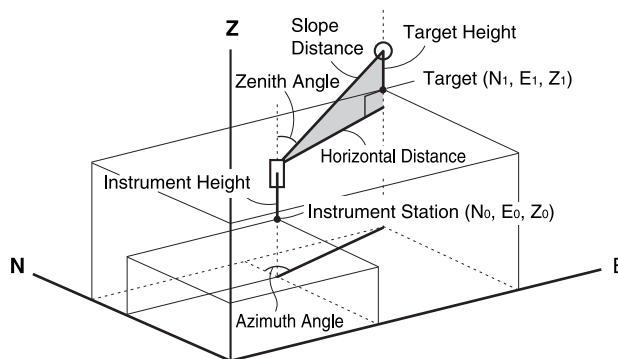 Slope
Distance
Target Height
Z
Zenith Angle
Target (N1, E1, Z1)
Horizontal Distance
Instrument Height
Instrument Station (N0, E0, Z0)
N
E
Azimuth Angle